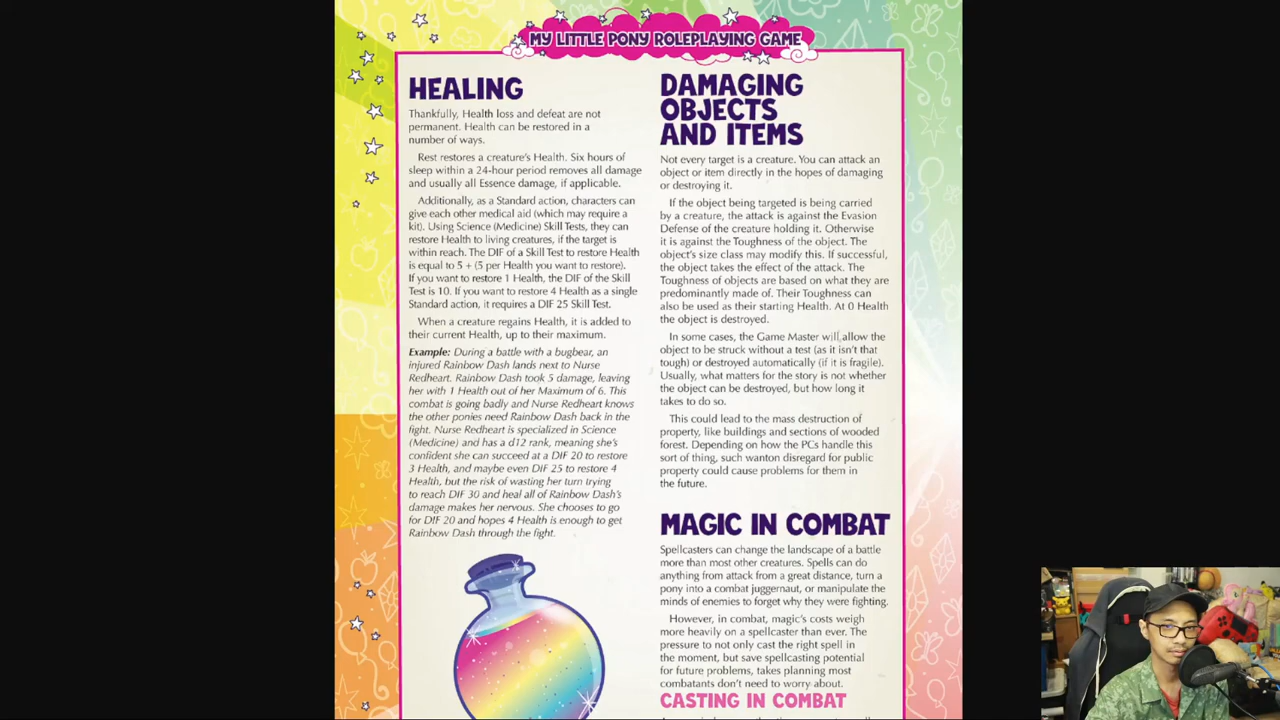 MY LITTLE PONY ROLEPLAYING GAME
HEALING
Thankfully, Health loss and defeat are not
permanent. Health can be restored in a
number of ways.
Rest restores a creature's Health. Six hours of
sleep within a 24-hour period removes all damage
and usually all Essence damage, if applicable.
Additionally, as a Standard action, characters can
give each other medical aid (which may require a
kit). Using Science (Medicine) Skill Tests, they can
restore Health to living creatures, if the target is
within reach. The DIF of a Skill Test to restore Health
is equal to 5 + (5 per Health you want to restore).
If you want to restore 1 Health, the DIF of the Skill
Test is 10. If you want to restore 4 Health as a single
Standard action, it requires a DIF 25 Skill Test.
When a creature regains Health, it is added to
their current Health, up to their maximum.
Example: During a battle with a bugbear, an
injured Rainbow Dash lands next to Nurse
Redheart. Rainbow Dash took 5 damage, leaving
her with 1 Health out of her Maximum of 6. This
combat is going badly and Nurse Redheart knows
the other ponies need Rainbow Dash back in the
fight. Nurse Redheart is specialized in Science
(Medicine) and has a d12 rank, meaning she's
confident she can succeed at a DIF 20 to restore
3 Health, and maybe even DIF 25 to restore 4
Health, but the risk of wasting her turn trying
to reach DIF 30 and heal all of Rainbow Dash's
damage makes her nervous. She chooses to go
for DIF 20 and hopes 4 Health is enough to get
Rainbow Dash through the fight.
DAMAGING
OBJECTS
AND ITEMS
Not every target is a creature. You can attack an
object or item directly in the hopes of damaging
or destroying it.
If the object being targeted is being carried
by a creature, the attack is against the Evasion
Defense of the creature holding it. Otherwise
it is against the Toughness of the object. The
object's size class may modify this. If successful,
the object takes the effect of the attack. The
Toughness of objects are based on what they are
predominantly made of. Their Toughness can
also be used as their starting Health. At 0 Health
the object is destroyed.
In some cases, the Game Master will allow the
object to be struck without a test (as it isn't that
tough) or destroyed automatically (if it is fragile).
Usually, what matters for the story is not whether
the object can be destroyed, but how long it
takes to do so.
This could lead to the mass destruction of
property, like buildings and sections of wooded
forest. Depending on how the PCs handle this
sort of thing, such wanton disregard for public
property could cause problems for them in
the future.
MAGIC IN COMBAT
Spellcasters can change the landscape of a battle
more than most other creatures. Spells can do
anything from attack from a great distance, turn a
pony into a combat juggernaut, or manipulate the
minds of enemies to forget why they were fighting.
However, in combat, magic's costs weigh
more heavily on a spellcaster than ever. The
pressure to not only cast the right spell in
the moment, but save spellcasting potential
for future problems, takes planning most
combatants don't need to worry about.
CASTING IN COMBAT